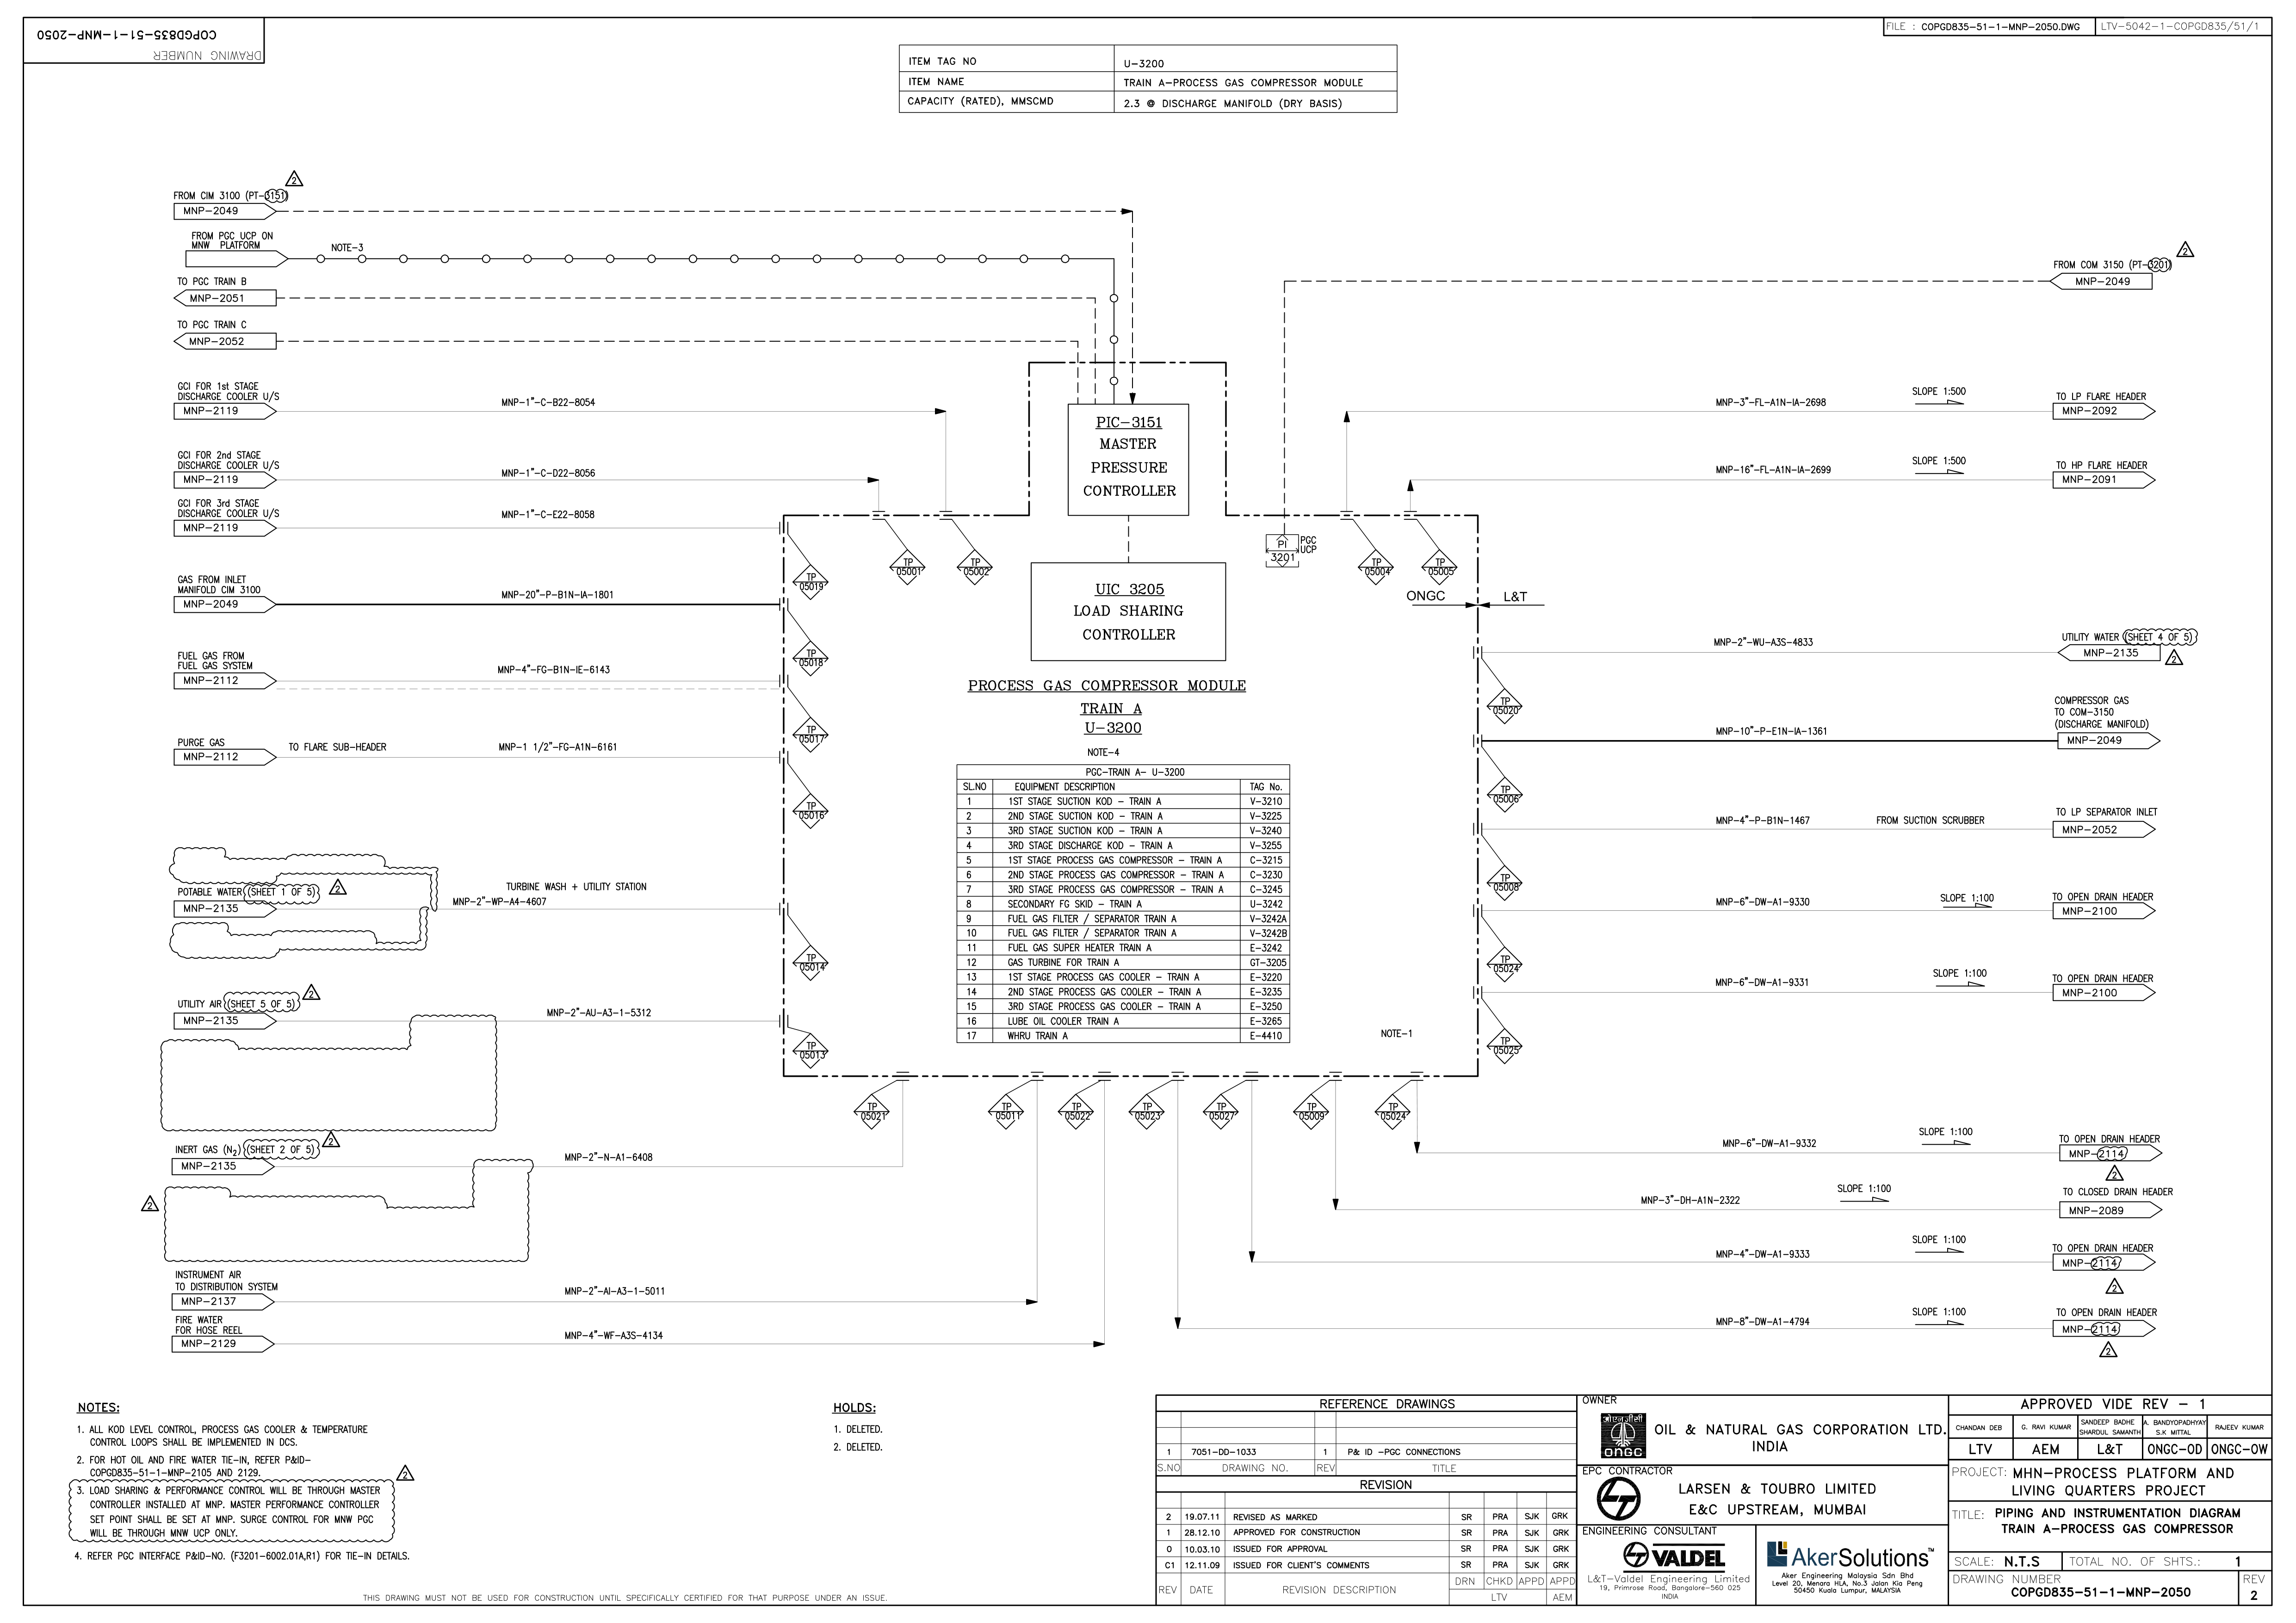 COPGD835-51-1-MNP-2050
DRAWING NUMBER
FILE : COPGD835-51-1-MNP-2050.DWG
LTV-5042-1-COPGD835/51/1
ITEM TAG NO U-3200
ITEM NAME TRAIN A-PROCESS GAS COMPRESSOR MODULE
CAPACITY (RATED), MMSCMD 2.3 @ DISCHARGE MANIFOLD (DRY BASIS)
2
FROM CIM 3100 (PT-3151)
MNP-2049
FROM PGC UCP ON
MNW PLATFORM
NOTE-3
TO PGC TRAIN B
MNP-2051
TO PGC TRAIN C
MNP-2052
GCI FOR 1st STAGE
DISCHARGE COOLER U/S
MNP-2119
MNP-1"-C-B22-8054
GCI FOR 2nd STAGE
DISCHARGE COOLER U/S
MNP-2119
MNP-1"-C-D22-8056
GCI FOR 3rd STAGE
DISCHARGE COOLER U/S
MNP-2119
MNP-1"-C-E22-8058
GAS FROM INLET
MANIFOLD CIM 3100
MNP-2049
MNP-20"-P-B1N-IA-1801
FUEL GAS FROM
FUEL GAS SYSTEM
MNP-2112
MNP-4"-FG-B1N-IE-6143
PURGE GAS
MNP-2112
TO FLARE SUB-HEADER
MNP-1 1/2"-FG-A1N-6161
POTABLE WATER (SHEET 1 OF 5)
2
MNP-2135
TURBINE WASH + UTILITY STATION
MNP-2"-WP-A4-4607
UTILITY AIR (SHEET 5 OF 5)
2
MNP-2135
MNP-2"-AU-A3-1-5312
INERT GAS (N2) (SHEET 2 OF 5)
2
MNP-2135
MNP-2"-N-A1-6408
2
INSTRUMENT AIR
TO DISTRIBUTION SYSTEM
MNP-2137
MNP-2"-AI-A3-1-5011
FIRE WATER
FOR HOSE REEL
MNP-2129
MNP-4"-WF-A3S-4134
PIC-3151
MASTER
PRESSURE
CONTROLLER
UIC 3205
LOAD SHARING
CONTROLLER
PI
3201
PGC
UCP
TP
05001
TP
05002
TP
05004
TP
05005
TP
05019
TP
05018
TP
05017
TP
05016
TP
05014
TP
05013
ONGC
L&T
PROCESS GAS COMPRESSOR MODULE
TRAIN A
U-3200
NOTE-4
PGC-TRAIN A- U-3200
SL.NO EQUIPMENT DESCRIPTION TAG No.
1 1ST STAGE SUCTION KOD - TRAIN A V-3210
2 2ND STAGE SUCTION KOD - TRAIN A V-3225
3 3RD STAGE SUCTION KOD - TRAIN A V-3240
4 3RD STAGE DISCHARGE KOD - TRAIN A V-3255
5 1ST STAGE PROCESS GAS COMPRESSOR - TRAIN A C-3215
6 2ND STAGE PROCESS GAS COMPRESSOR - TRAIN A C-3230
7 3RD STAGE PROCESS GAS COMPRESSOR - TRAIN A C-3245
8 SECONDARY FG SKID - TRAIN A U-3242
9 FUEL GAS FILTER / SEPARATOR TRAIN A V-3242A
10 FUEL GAS FILTER / SEPARATOR TRAIN A V-3242B
11 FUEL GAS SUPER HEATER TRAIN A E-3242
12 GAS TURBINE FOR TRAIN A GT-3205
13 1ST STAGE PROCESS GAS COOLER - TRAIN A E-3220
14 2ND STAGE PROCESS GAS COOLER - TRAIN A E-3235
15 3RD STAGE PROCESS GAS COOLER - TRAIN A E-3250
16 LUBE OIL COOLER TRAIN A E-3265
17 WHRU TRAIN A E-4410
NOTE-1
TP
05020
TP
05006
TP
05008
TP
05024
TP
05025
TP
05021
TP
05011
TP
05022
TP
05023
TP
05027
TP
05009
TP
05024
2
FROM COM 3150 (PT-3201)
MNP-2049
MNP-3"-FL-A1N-IA-2698
SLOPE 1:500
TO LP FLARE HEADER
MNP-2092
MNP-16"-FL-A1N-IA-2699
SLOPE 1:500
TO HP FLARE HEADER
MNP-2091
MNP-2"-WU-A3S-4833
UTILITY WATER (SHEET 4 OF 5)
MNP-2135
2
MNP-10"-P-E1N-IA-1361
COMPRESSOR GAS
TO COM-3150
(DISCHARGE MANIFOLD)
MNP-2049
MNP-4"-P-B1N-1467
FROM SUCTION SCRUBBER
TO LP SEPARATOR INLET
MNP-2052
MNP-6"-DW-A1-9330
SLOPE 1:100
TO OPEN DRAIN HEADER
MNP-2100
MNP-6"-DW-A1-9331
SLOPE 1:100
TO OPEN DRAIN HEADER
MNP-2100
MNP-6"-DW-A1-9332
SLOPE 1:100
TO OPEN DRAIN HEADER
MNP-2114
2
MNP-3"-DH-A1N-2322
SLOPE 1:100
TO CLOSED DRAIN HEADER
MNP-2089
MNP-4"-DW-A1-9333
SLOPE 1:100
TO OPEN DRAIN HEADER
MNP-2114
2
MNP-8"-DW-A1-4794
SLOPE 1:100
TO OPEN DRAIN HEADER
MNP-2114
2
NOTES:
1. ALL KOD LEVEL CONTROL, PROCESS GAS COOLER & TEMPERATURE
CONTROL LOOPS SHALL BE IMPLEMENTED IN DCS.
2. FOR HOT OIL AND FIRE WATER TIE-IN, REFER P&ID-
COPGD835-51-1-MNP-2105 AND 2129.
2
3. LOAD SHARING & PERFORMANCE CONTROL WILL BE THROUGH MASTER
CONTROLLER INSTALLED AT MNP. MASTER PERFORMANCE CONTROLLER
SET POINT SHALL BE SET AT MNP. SURGE CONTROL FOR MNW PGC
WILL BE THROUGH MNW UCP ONLY.
4. REFER PGC INTERFACE P&ID-NO. (F3201-6002.01A,R1) FOR TIE-IN DETAILS.
HOLDS:
1. DELETED.
2. DELETED.
THIS DRAWING MUST NOT BE USED FOR CONSTRUCTION UNTIL SPECIFICALLY CERTIFIED FOR THAT PURPOSE UNDER AN ISSUE.
REFERENCE DRAWINGS
1 7051-DD-1033 1 P& ID -PGC CONNECTIONS
S.NO DRAWING NO. REV TITLE
REVISION
2 19.07.11 REVISED AS MARKED SR PRA SJK GRK
1 28.12.10 APPROVED FOR CONSTRUCTION SR PRA SJK GRK
0 10.03.10 ISSUED FOR APPROVAL SR PRA SJK GRK
C1 12.11.09 ISSUED FOR CLIENT'S COMMENTS SR PRA SJK GRK
REV DATE REVISION DESCRIPTION DRN CHKD APPD APPD
LTV AEM
OWNER
ओएनजीसी
ONGC
OIL & NATURAL GAS CORPORATION LTD.
INDIA
EPC CONTRACTOR
LARSEN & TOUBRO LIMITED
E&C UPSTREAM, MUMBAI
ENGINEERING CONSULTANT
VALDEL
L&T-Valdel Engineering Limited
19, Primrose Road, Bangalore-560 025
INDIA
AkerSolutions™
Aker Engineering Malaysia Sdn Bhd
Level 20, Menara HLA, No.3 Jalan Kia Peng
50450 Kuala Lumpur, MALAYSIA
APPROVED VIDE REV - 1
CHANDAN DEB G. RAVI KUMAR SANDEEP BADHE A. BANDYOPADHYAY RAJEEV KUMAR
SHARDUL SAMANTH S.K MITTAL
LTV AEM L&T ONGC-OD ONGC-OW
PROJECT: MHN-PROCESS PLATFORM AND
LIVING QUARTERS PROJECT
TITLE: PIPING AND INSTRUMENTATION DIAGRAM
TRAIN A-PROCESS GAS COMPRESSOR
SCALE: N.T.S TOTAL NO. OF SHTS.: 1
DRAWING NUMBER REV
COPGD835-51-1-MNP-2050 2